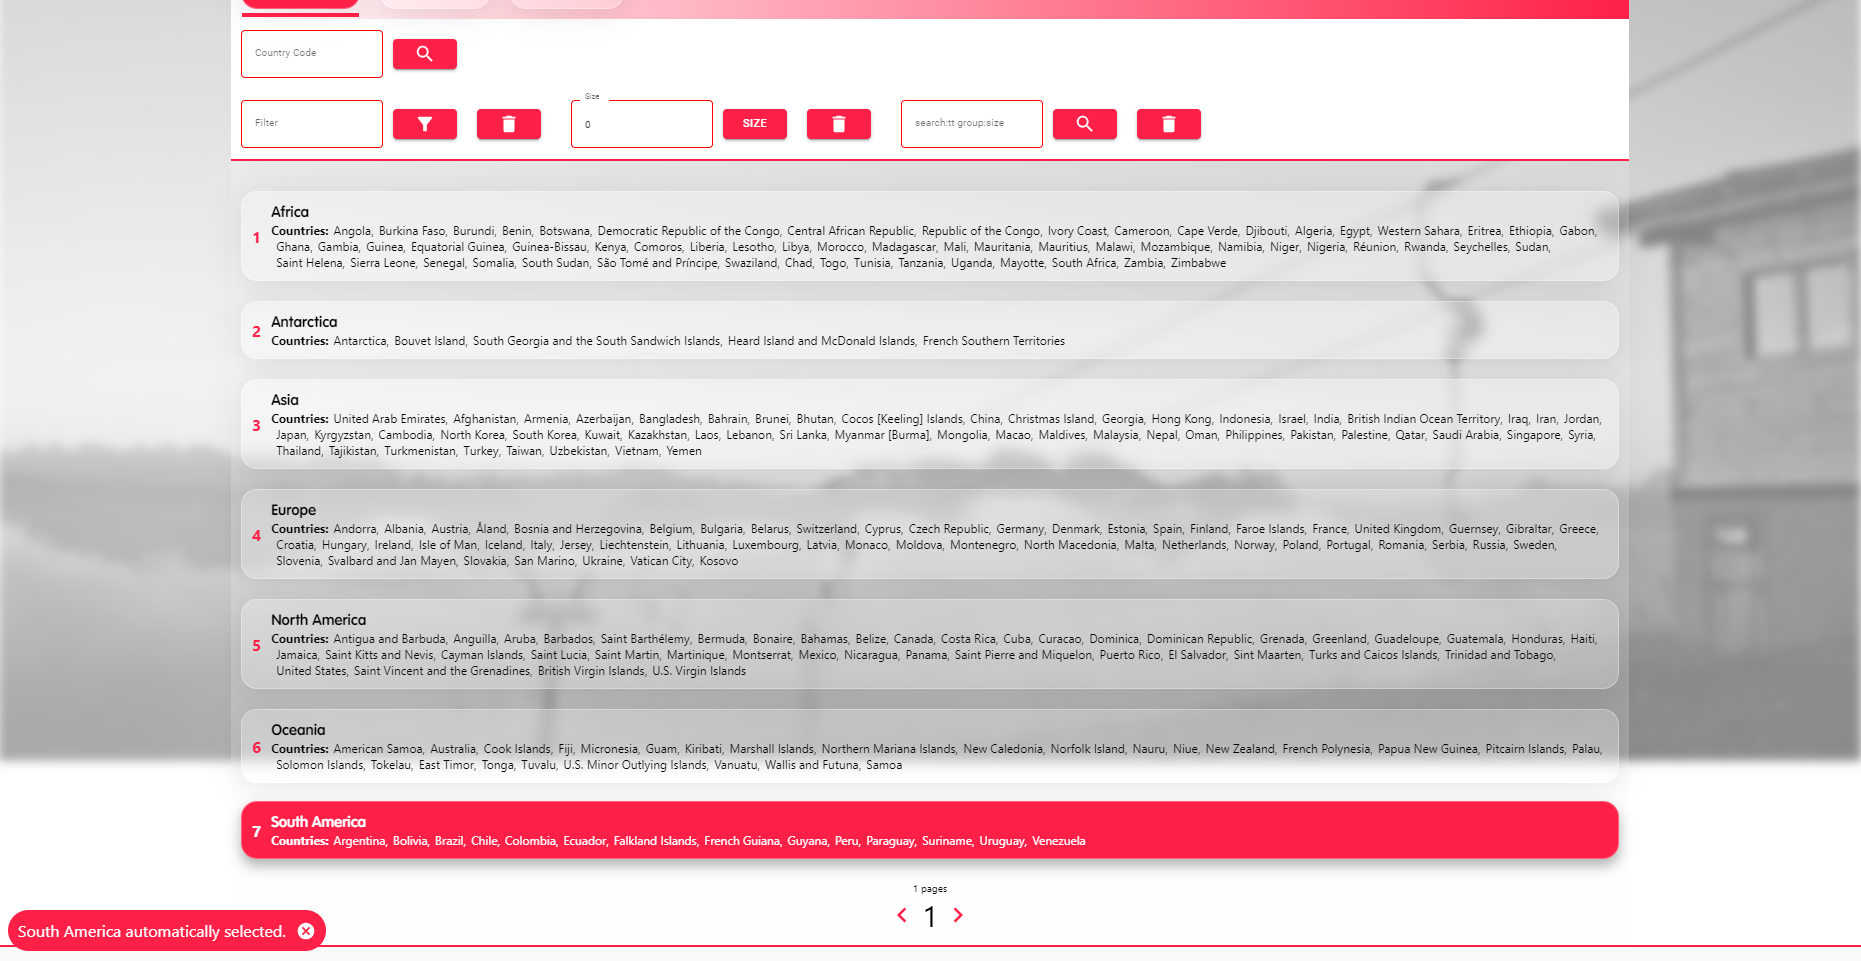 Country Code
Size
Filter
0
SIZE
search:tt group:size
Africa
1
Countries: Angola, Burkina Faso, Burundi, Benin, Botswana, Democratic Republic of the Congo, Central African Republic, Republic of the Congo, Ivory Coast, Cameroon, Cape Verde, Djibouti, Algeria, Egypt, Western Sahara, Eritrea, Ethiopia, Gabon,
Ghana, Gambia, Guinea, Equatorial Guinea, Guinea-Bissau, Kenya, Comoros, Liberia, Lesotho, Libya, Morocco, Madagascar, Mali, Mauritania, Mauritius, Malawi, Mozambique, Namibia, Niger, Nigeria, Réunion, Rwanda, Seychelles, Sudan,
Saint Helena, Sierra Leone, Senegal, Somalia, South Sudan, São Tomé and Príncipe, Swaziland, Chad, Togo, Tunisia, Tanzania, Uganda, Mayotte, South Africa, Zambia, Zimbabwe
Antarctica
2
Countries: Antarctica, Bouvet Island, South Georgia and the South Sandwich Islands, Heard Island and McDonald Islands, French Southern Territories
Asia
3
Countries: United Arab Emirates, Afghanistan, Armenia, Azerbaijan, Bangladesh, Bahrain, Brunei, Bhutan, Cocos [Keeling] Islands, China, Christmas Island, Georgia, Hong Kong, Indonesia, Israel, India, British Indian Ocean Territory, Iraq, Iran, Jordan,
Japan, Kyrgyzstan, Cambodia, North Korea, South Korea, Kuwait, Kazakhstan, Laos, Lebanon, Sri Lanka, Myanmar [Burma], Mongolia, Macao, Maldives, Malaysia, Nepal, Oman, Philippines, Pakistan, Palestine, Qatar, Saudi Arabia, Singapore, Syria,
Thailand, Tajikistan, Turkmenistan, Turkey, Taiwan, Uzbekistan, Vietnam, Yemen
Europe
4
Countries: Andorra, Albania, Austria, Åland, Bosnia and Herzegovina, Belgium, Bulgaria, Belarus, Switzerland, Cyprus, Czech Republic, Germany, Denmark, Estonia, Spain, Finland, Faroe Islands, France, United Kingdom, Guernsey, Gibraltar, Greece,
Croatia, Hungary, Ireland, Isle of Man, Iceland, Italy, Jersey, Liechtenstein, Lithuania, Luxembourg, Latvia, Monaco, Moldova, Montenegro, North Macedonia, Malta, Netherlands, Norway, Poland, Portugal, Romania, Serbia, Russia, Sweden,
Slovenia, Svalbard and Jan Mayen, Slovakia, San Marino, Ukraine, Vatican City, Kosovo
North America
5
Countries: Antigua and Barbuda, Anguilla, Aruba, Barbados, Saint Barthélemy, Bermuda, Bonaire, Bahamas, Belize, Canada, Costa Rica, Cuba, Curacao, Dominica, Dominican Republic, Grenada, Greenland, Guadeloupe, Guatemala, Honduras, Haiti,
Jamaica, Saint Kitts and Nevis, Cayman Islands, Saint Lucia, Saint Martin, Martinique, Montserrat, Mexico, Nicaragua, Panama, Saint Pierre and Miquelon, Puerto Rico, El Salvador, Sint Maarten, Turks and Caicos Islands, Trinidad and Tobago,
United States, Saint Vincent and the Grenadines, British Virgin Islands, U.S. Virgin Islands
Oceania
6
Countries: American Samoa, Australia, Cook Islands, Fiji, Micronesia, Guam, Kiribati, Marshall Islands, Northern Mariana Islands, New Caledonia, Norfolk Island, Nauru, Niue, New Zealand, French Polynesia, Papua New Guinea, Pitcairn Islands, Palau,
Solomon Islands, Tokelau, East Timor, Tonga, Tuvalu, U.S. Minor Outlying Islands, Vanuatu, Wallis and Futuna, Samoa
South America
7
Countries: Argentina, Bolivia, Brazil, Chile, Colombia, Ecuador, Falkland Islands, French Guiana, Guyana, Peru, Paraguay, Suriname, Uruguay, Venezuela
1 pages
1
South America automatically selected.